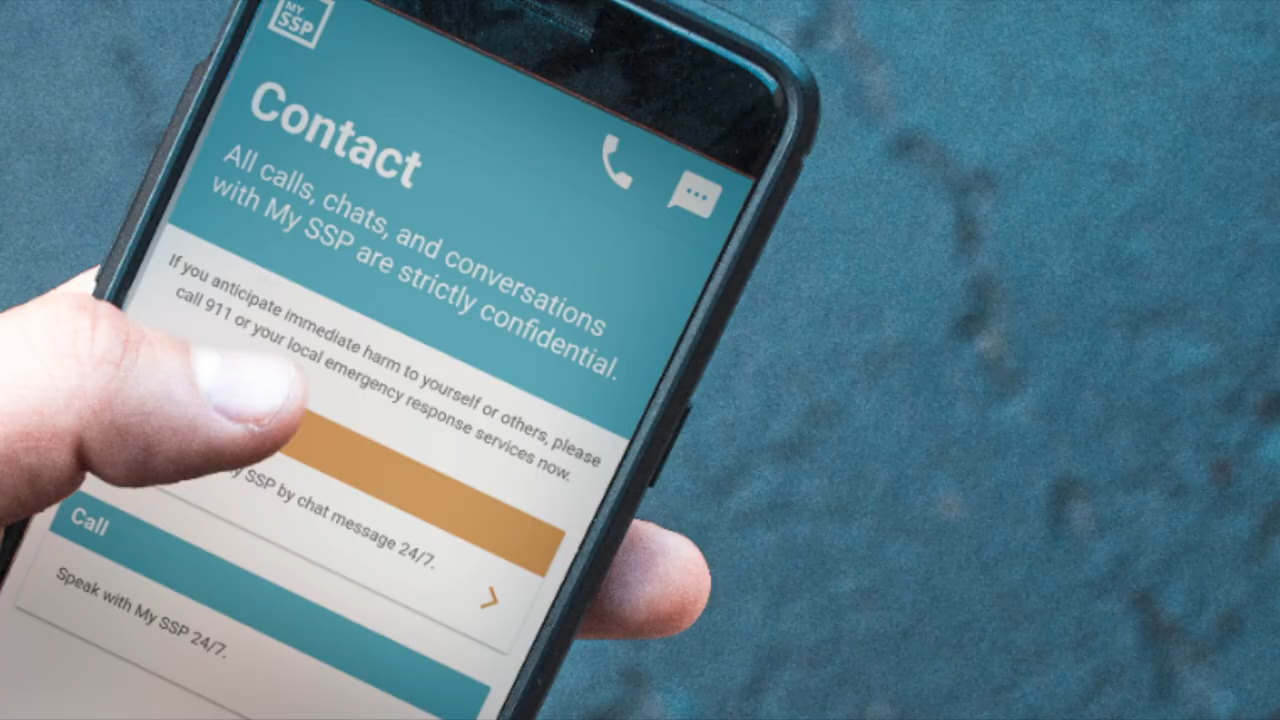 MY
SSP
Contact
All calls, chats, and conversations
with My SSP are strictly confidential.
If you anticipate immediate harm to yourself or others, please
call 911 or your local emergency response services now.
SSP by chat message 24/7.
Call
Speak with My SSP 24/7.